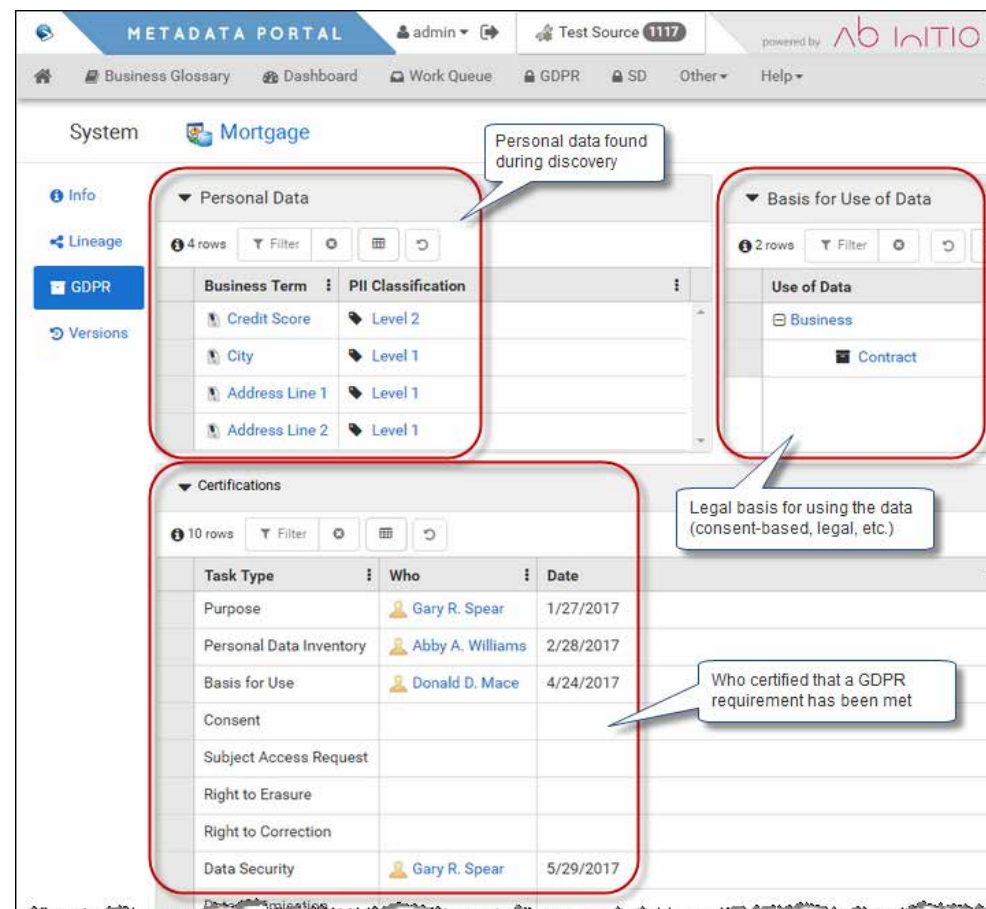 METADATA PORTAL
admin
Test Source 1117
powered by Ab InITIO
Business Glossary
Dashboard
Work Queue
GDPR
SD
Other
Help
System
Mortgage
Personal data found
during discovery
Info
Lineage
GDPR
Versions
Personal Data
4 rows
Filter
Business Term
PII Classification
Credit Score
Level 2
City
Level 1
Address Line 1
Level 1
Address Line 2
Level 1
Basis for Use of Data
2 rows
Filter
Use of Data
Business
Contract
Legal basis for using the data
(consent-based, legal, etc.)
Certifications
10 rows
Filter
Task Type
Who
Date
Purpose
Gary R. Spear
1/27/2017
Personal Data Inventory
Abby A. Williams
2/28/2017
Basis for Use
Donald D. Mace
4/24/2017
Who certified that a GDPR
requirement has been met
Consent
Subject Access Request
Right to Erasure
Right to Correction
Data Security
Gary R. Spear
5/29/2017